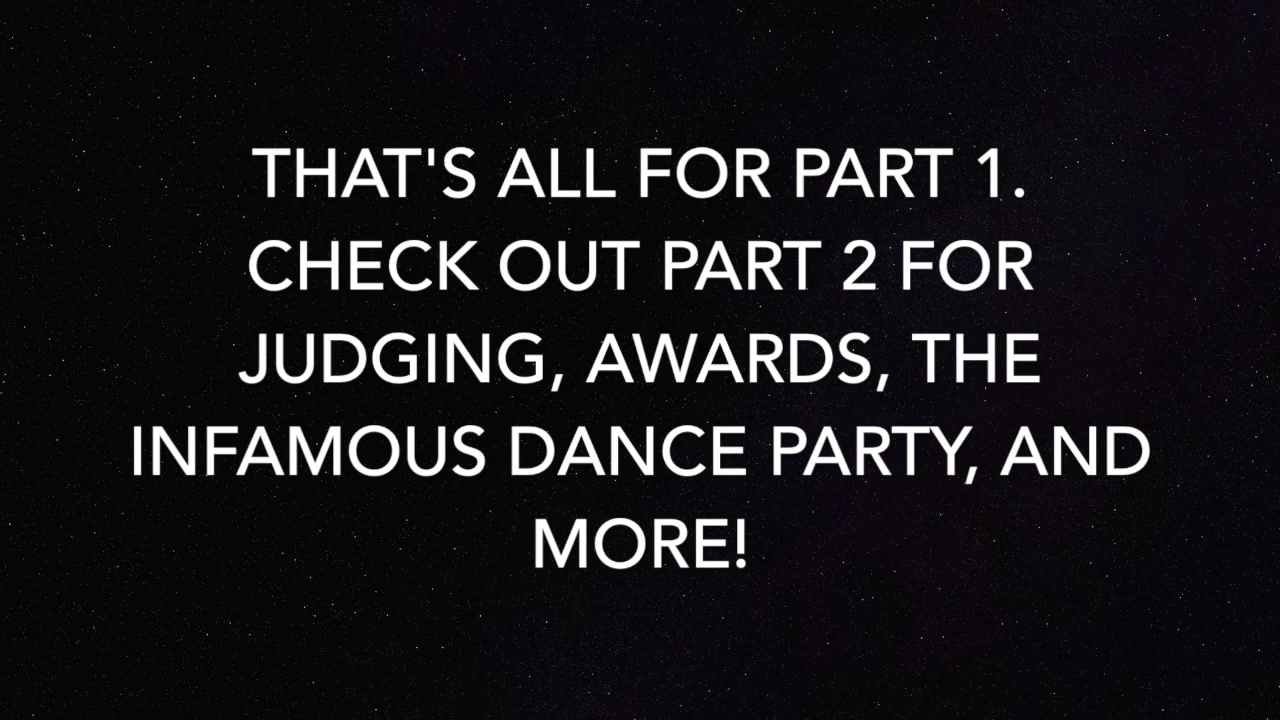 THAT'S ALL FOR PART 1.
CHECK OUT PART 2 FOR
JUDGING, AWARDS, THE
INFAMOUS DANCE PARTY, AND
MORE!